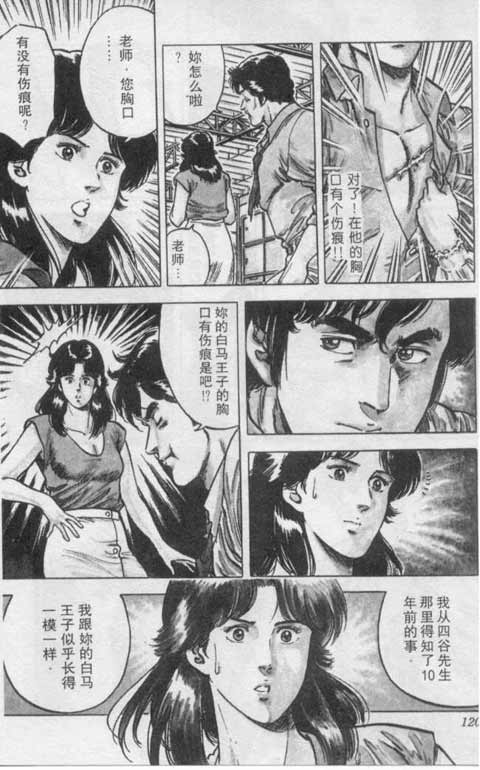 对了！在他的胸
口有个伤痕！！
妳怎么啦
？
老师…
老师．您胸口
……
有没有伤痕呢？
妳的白马王子的胸
口有伤痕是吧！？
我从四谷先生
那里得知了10
年前的事．
我跟妳的白马
王子似乎长得
一模一样．
120